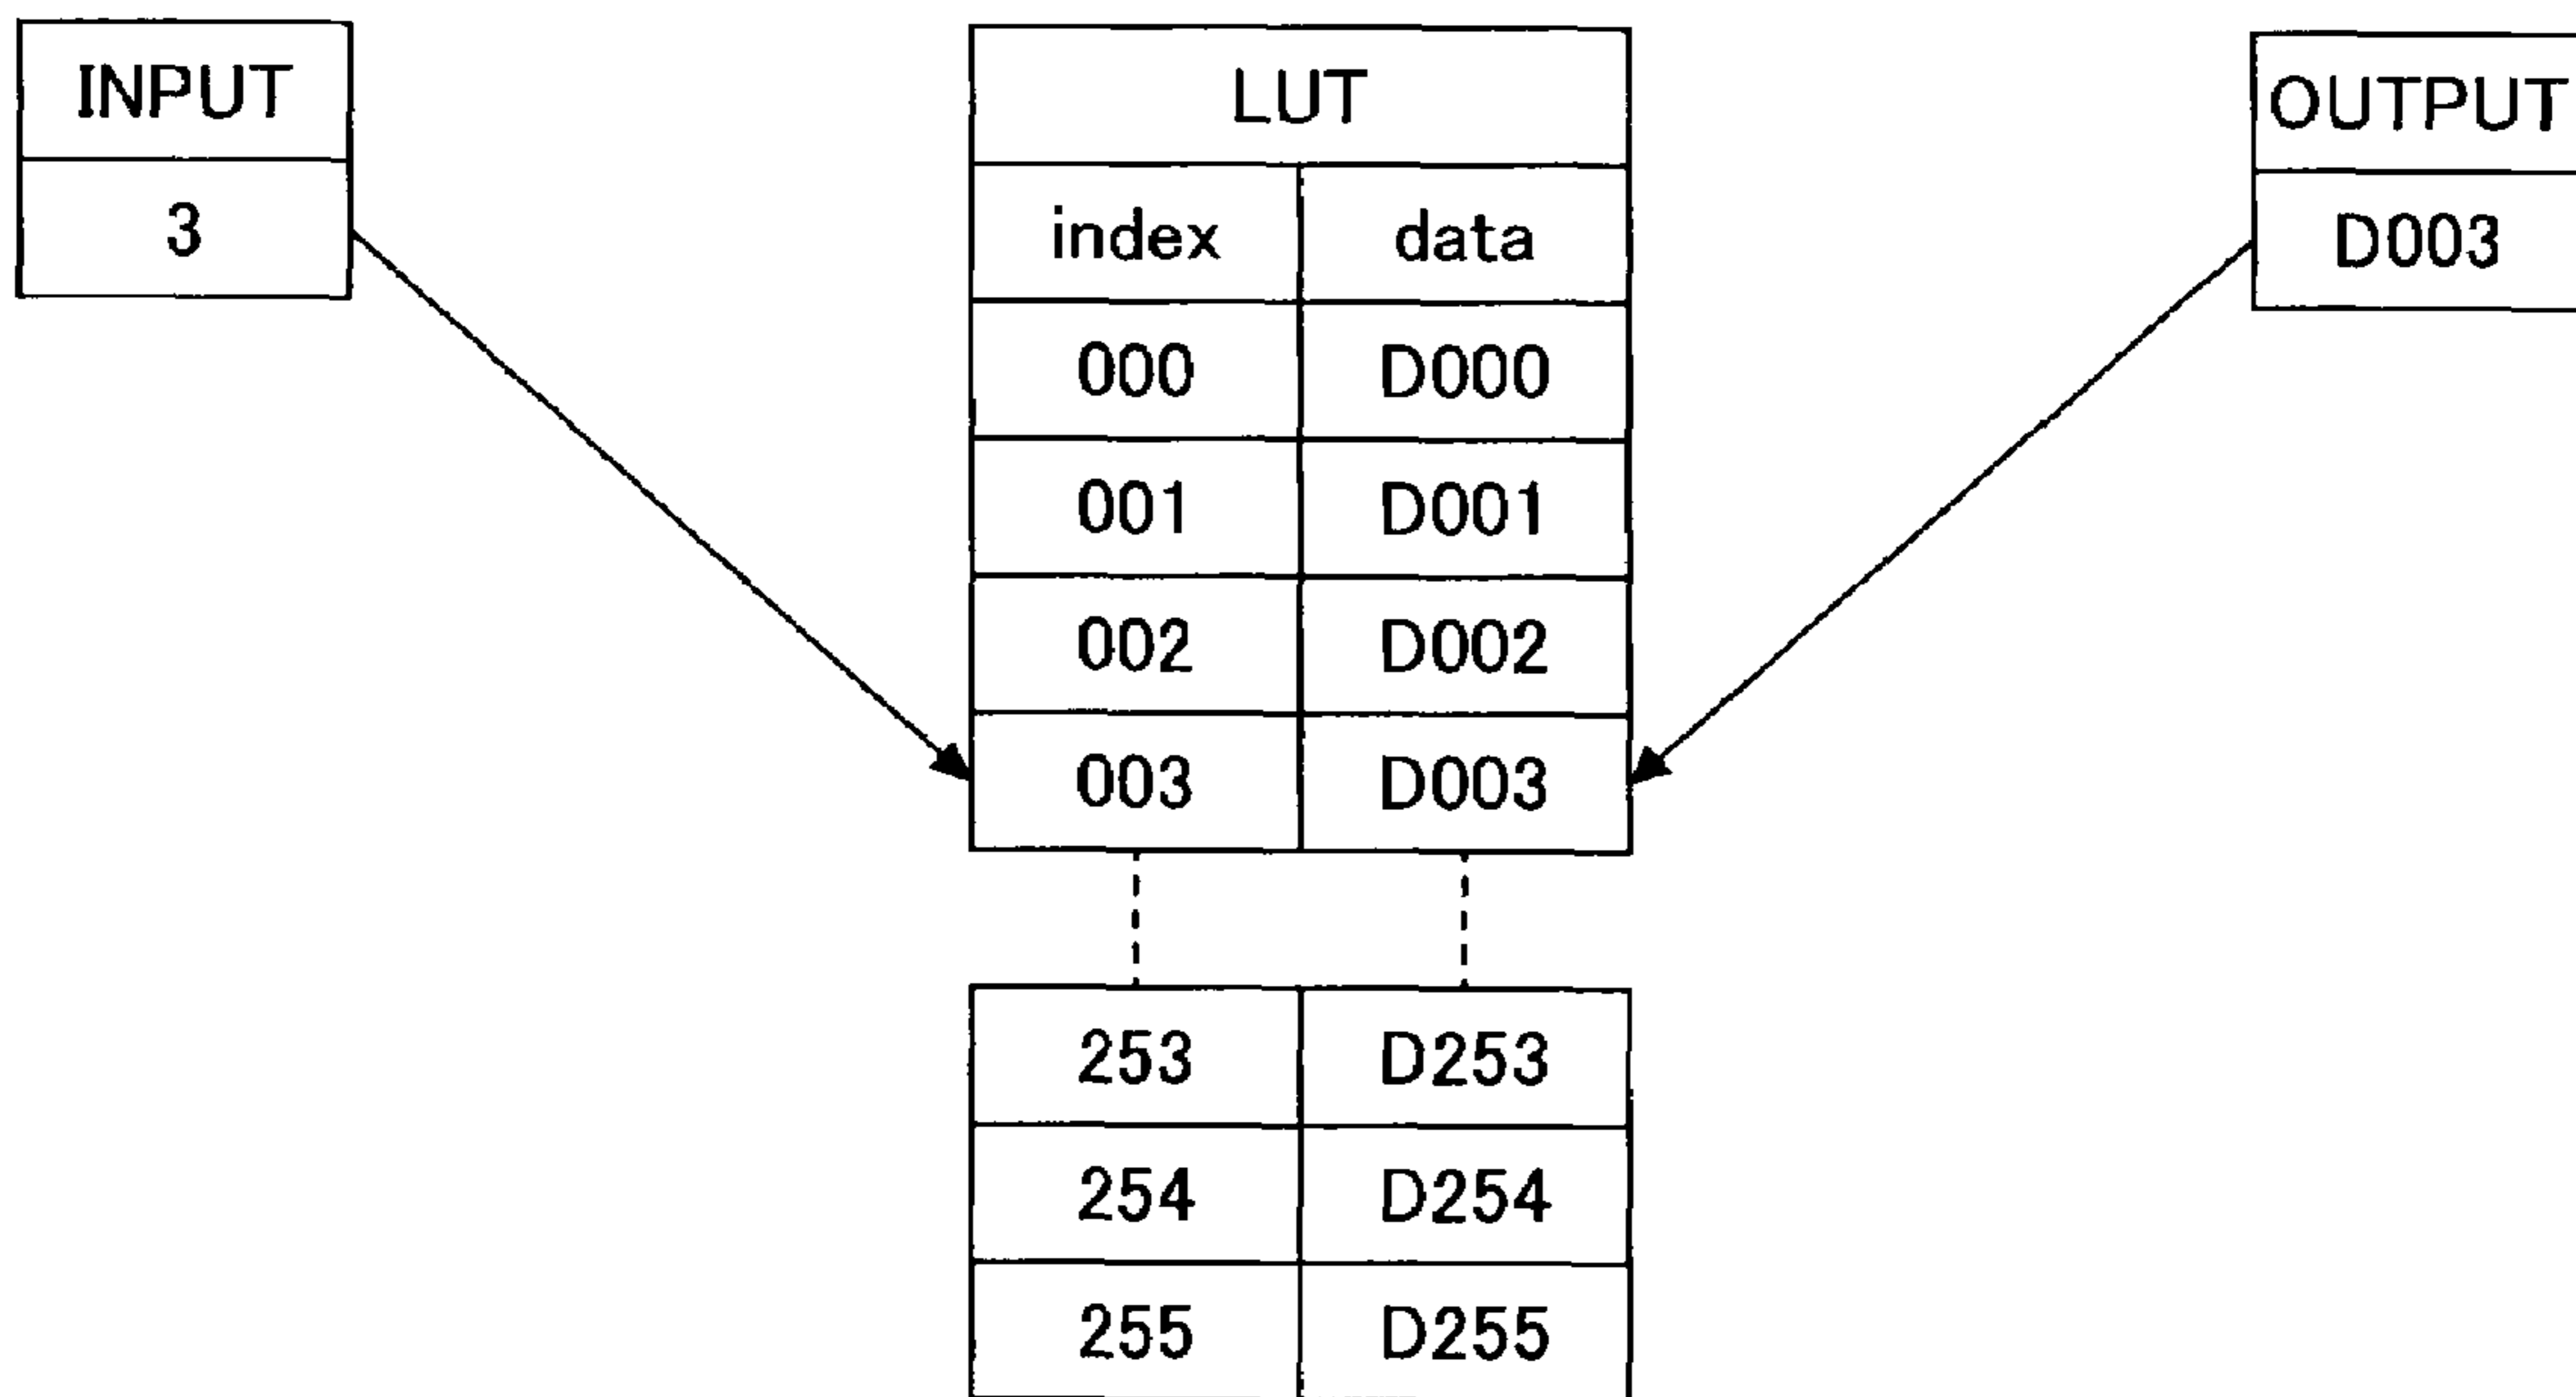 INPUT
3
LUT
index data
000 D000
001 D001
002 D002
003 D003
253 D253
254 D254
255 D255
OUTPUT
D003